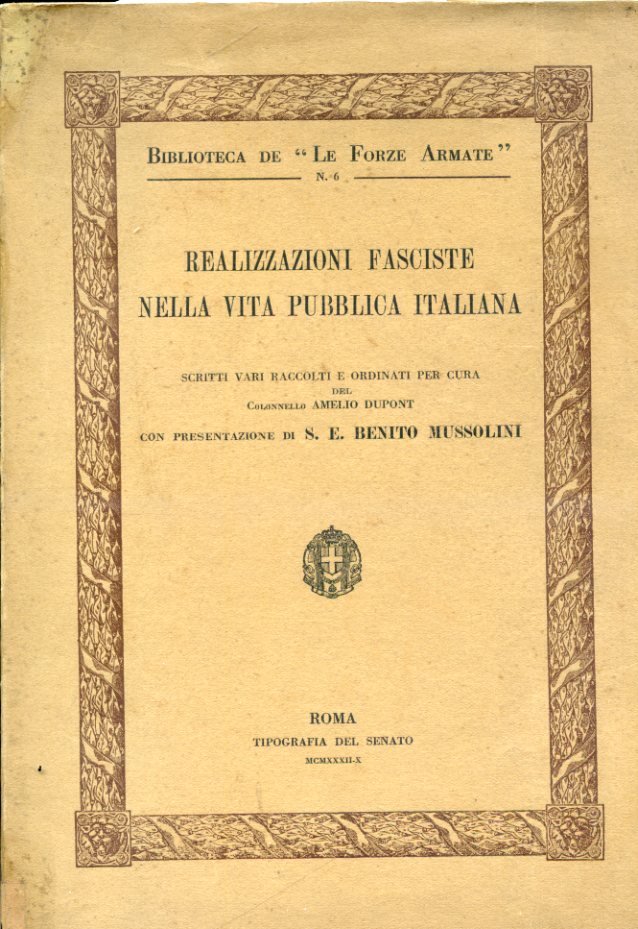 BIBLIOTECA DE “LE FORZE ARMATE”
N. 6
REALIZZAZIONI FASCISTE
NELLA VITA PUBBLICA ITALIANA
SCRITTI VARI RACCOLTI E ORDINATI PER CURA
DEL
COLONNELLO AMELIO DUPONT
CON PRESENTAZIONE DI S. E. BENITO MUSSOLINI
ROMA
TIPOGRAFIA DEL SENATO
MCMXXXII-X